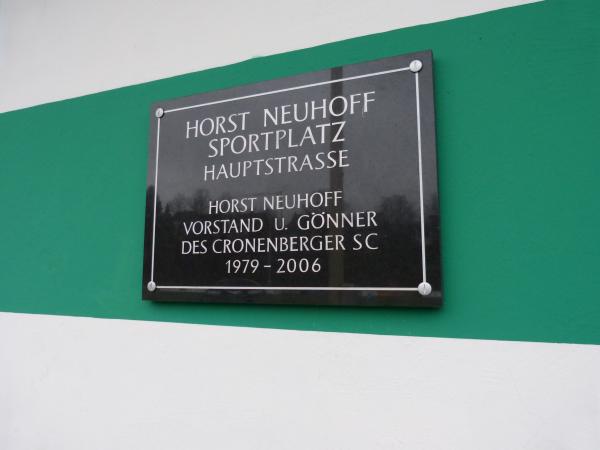 HORST NEUHOFF
SPORTPLATZ
HAUPTSTRASSE
HORST NEUHOFF
VORSTAND U. GÖNNER
DES CRONENBERGER SC
1979 - 2006